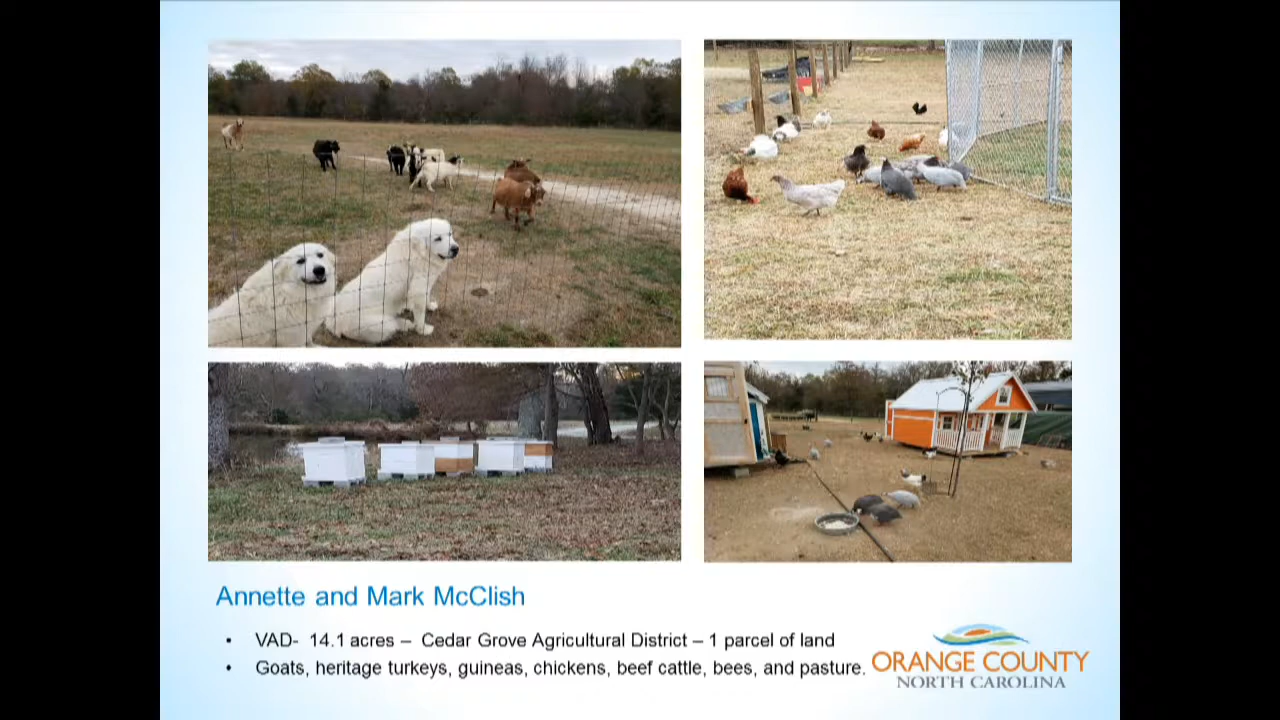 Annette and Mark McClish
• VAD- 14.1 acres – Cedar Grove Agricultural District – 1 parcel of land
• Goats, heritage turkeys, guineas, chickens, beef cattle, bees, and pasture.
ORANGE COUNTY
NORTH CAROLINA